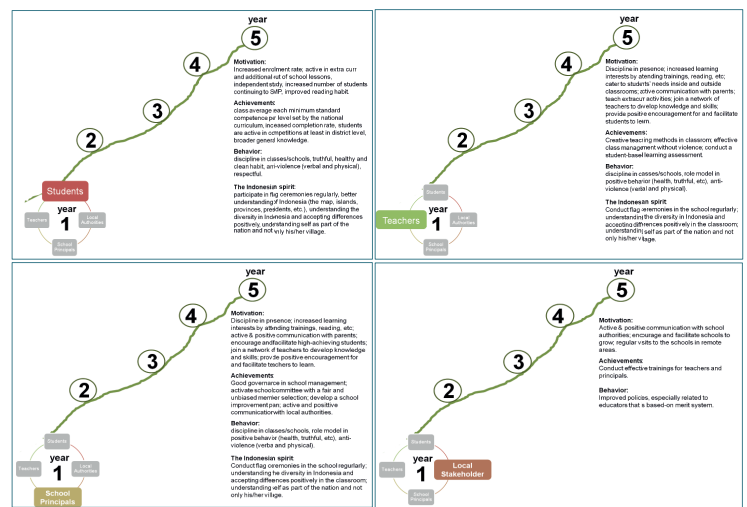 year
5
4
3
2
Motivation:
Increased enrolment rate; active in extra curr
and additional rut of school lessons,
independent study, increased number of students
continuing to SMP; improved reading habit.
Achievements:
class average each minimum standard
competence per level set by the national
curriculum, increased completion rate, students
are active in competitions at least in district level,
broader general knowledge.
Behavior:
discipline in classes/schools, truthful, healthy and
clean habit, anti-violence (verbal and physical),
respectful.
The Indonesian spirit:
participate in flag ceremonies regularly, better
understanding of Indonesia (the map, islands,
provinces, presidents, etc.), understanding the
diversity in Indonesia and accepting differences
positively, understanding self as part of the
nation and not only his/her village.
Students
Teachers
year
1
Local
Authorities
School
Principals
year
5
4
3
2
Motivation:
Discipline in presence; increased learning
interests by attending trainings, reading, etc;
cater to students' needs inside and outside
classrooms; active communication with parents;
teach extracur activities; join a network of
teachers to develop knowledge and skills;
provide positive encouragement for and facilitate
students to learn.
Achievemens:
Creative teaching methods in classrom; effective
class management without violence; conduct a
student-based learning assessment.
Behavior:
discipline in classes/schools, role model in
positive behavior (health, truthful, etc), anti-
violence (verbal and physical).
The Indonesian spirit
Conduct flag ceremonies in the school regularly;
understanding the diversity in Indonesia and
accepting differences positively in the classroom;
understanding self as part of the nation and not
only his/her village.
Students
Teachers
year
1
Local
Authorities
School
Principals
year
5
4
3
2
Motivation:
Discipline in presence; increased learning
interests by attending trainings, reading, etc;
active & positive communication with parents;
encourage and facilitate high-achieving students;
join a network of teachers to develop knowledge
and skills; provide positive encouragement for
and facilitate teachers to learn.
Achievements:
Good governance in school management;
activate school committee with a fair and
unbiased member selection; develop a school
improvement pan; active and positive
communication with local authorities.
Behavior:
discipline in classes/schools, role model in
positive behavior (health, truthful, etc), anti-
violence (verba and physical).
The Indonesian spirit
Conduct flag ceremonies in the school regularly;
understanding he diversity in Indonesia and
accepting differences positively in the classroom;
understanding self as part of the nation and not
only his/her village.
Students
Teachers
year
1
Local
Authorities
School
Principals
year
5
4
3
2
Motivation:
Active & positive communication with school
authorities; encourage and facilitate schools to
grow; regular visits to the schools in remote
areas.
Achievements:
Conduct effective trainings for teachers and
principals.
Behavior:
Improved polices, especially related to
educators that is based-on merit system.
Students
Teachers
year
1
Local
Stakeholder
School
Principals